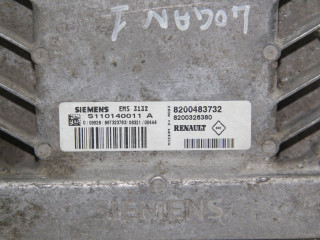 LOGAN 1
SIEMENS EMS 3132
S110140011 A
8200483732
8200326380
RENAULT
SIEMENS